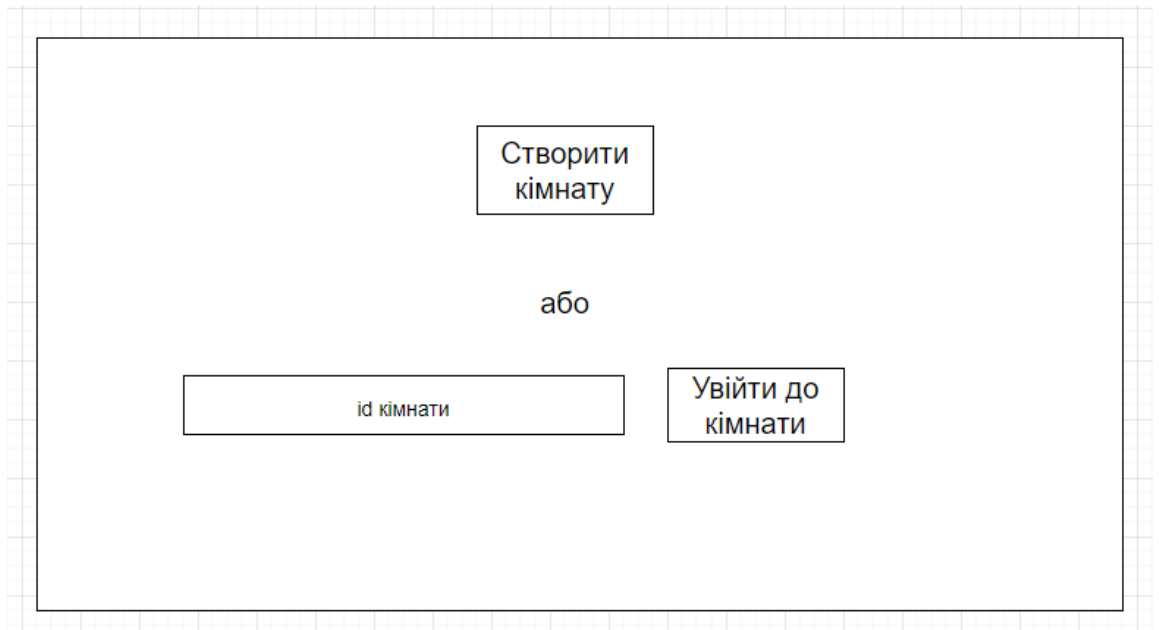 Створити
кімнату
або
id кімнати
Увійти до
кімнати